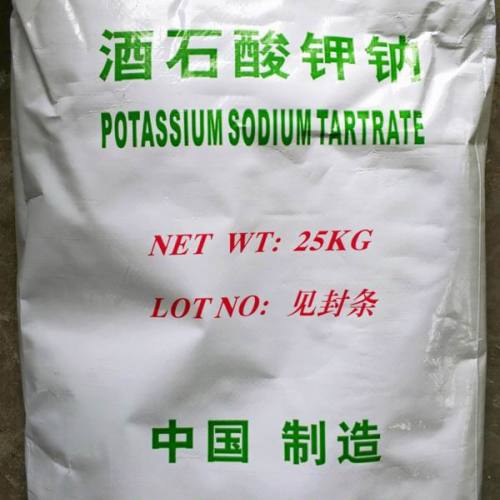 酒石酸钾钠
POTASSIUM SODIUM TARTRATE
NET WT: 25KG
LOT NO: 见封条
中国 制造